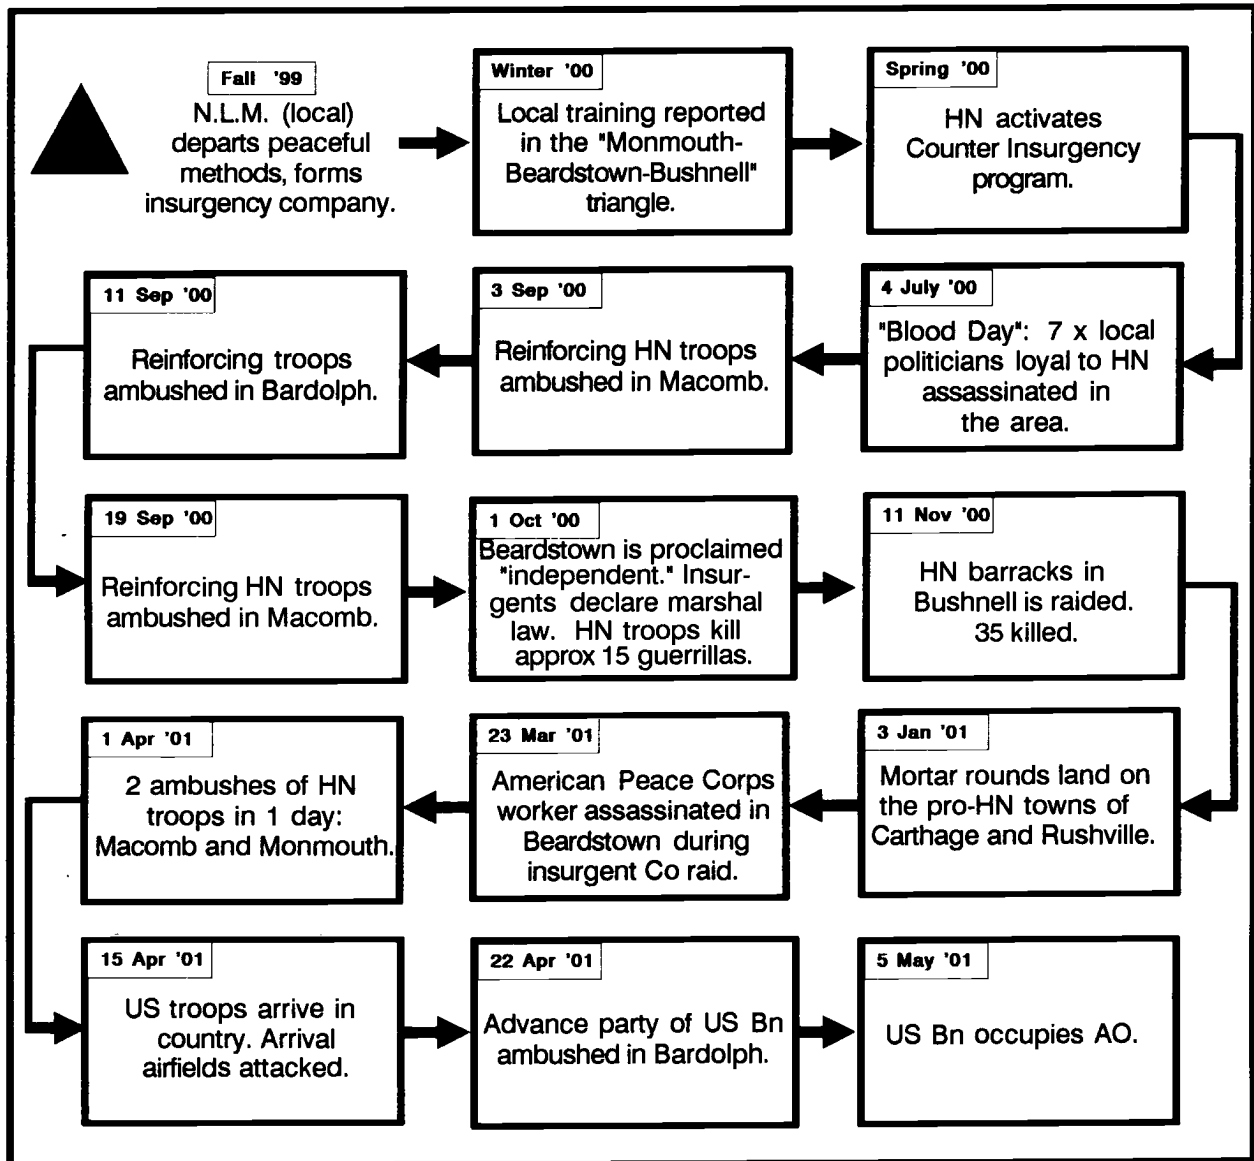 Fall '99
N.L.M. (local)
departs peaceful
methods, forms
insurgency company.
Winter '00
Local training reported
in the "Monmouth-
Beardstown-Bushnell"
triangle.
Spring '00
HN activates
Counter Insurgency
program.
4 July '00
"Blood Day": 7 x local
politicians loyal to HN
assassinated in
the area.
3 Sep '00
Reinforcing HN troops
ambushed in Macomb.
11 Sep '00
Reinforcing troops
ambushed in Bardolph.
19 Sep '00
Reinforcing HN troops
ambushed in Macomb.
1 Oct '00
Beardstown is proclaimed
"independent." Insur-
gents declare marshal
law. HN troops kill
approx 15 guerrillas.
11 Nov '00
HN barracks in
Bushnell is raided.
35 killed.
3 Jan '01
Mortar rounds land on
the pro-HN towns of
Carthage and Rushville.
23 Mar '01
American Peace Corps
worker assassinated in
Beardstown during
insurgent Co raid.
1 Apr '01
2 ambushes of HN
troops in 1 day:
Macomb and Monmouth.
15 Apr '01
US troops arrive in
country. Arrival
airfields attacked.
22 Apr '01
Advance party of US Bn
ambushed in Bardolph.
5 May '01
US Bn occupies AO.